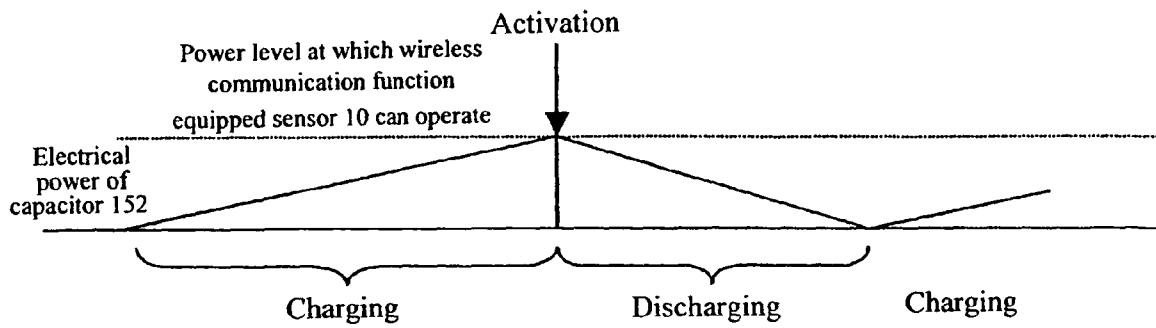 Activation
Power level at which wireless
communication function
equipped sensor 10 can operate
Electrical
power of
capacitor 152
Charging
Discharging
Charging